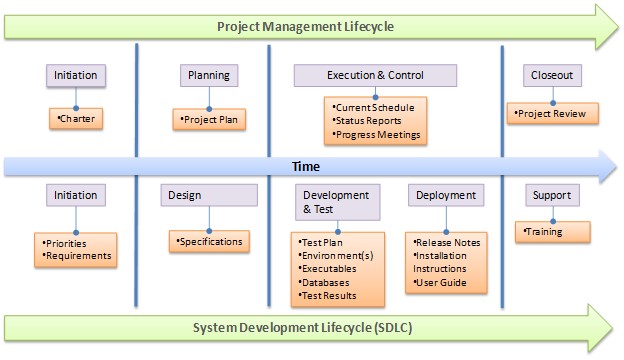 Project Management Lifecycle
Initiation
Planning
Execution & Control
Closeout
•Charter
•Project Plan
•Current Schedule
•Status Reports
•Progress Meetings
•Project Review
Time
Initiation
Design
Development
& Test
Deployment
Support
•Priorities
•Requirements
•Specifications
•Test Plan
•Environment(s)
•Executables
•Databases
•Test Results
•Release Notes
•Installation
Instructions
•User Guide
•Training
System Development Lifecycle (SDLC)